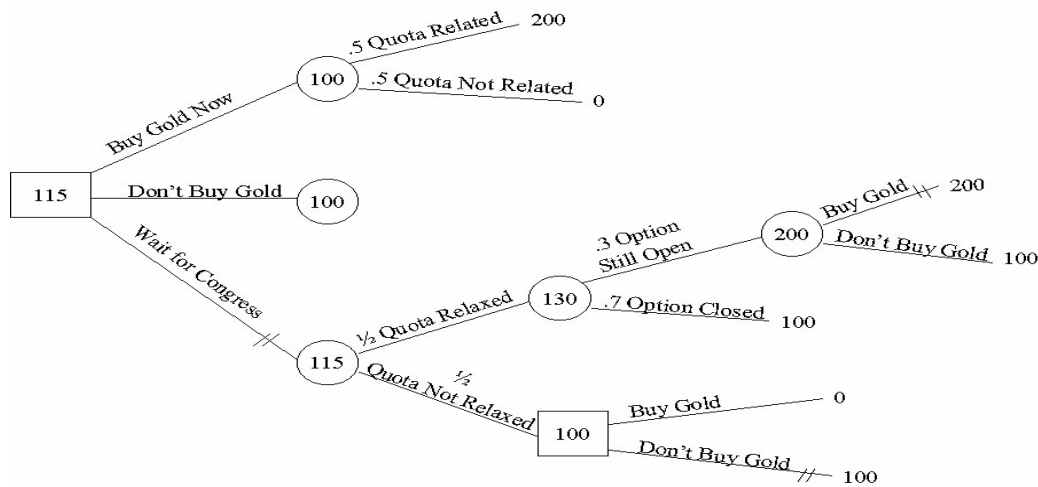 .5 Quota Related
200
100
.5 Quota Not Related
0
Buy Gold Now
115
Don't Buy Gold
100
Wait for Congress
115
½ Quota Relaxed
130
.3 Option
Still Open
200
Buy Gold
200
Don't Buy Gold
100
.7 Option Closed
100
½
Quota Not Relaxed
100
Buy Gold
0
Don't Buy Gold
100